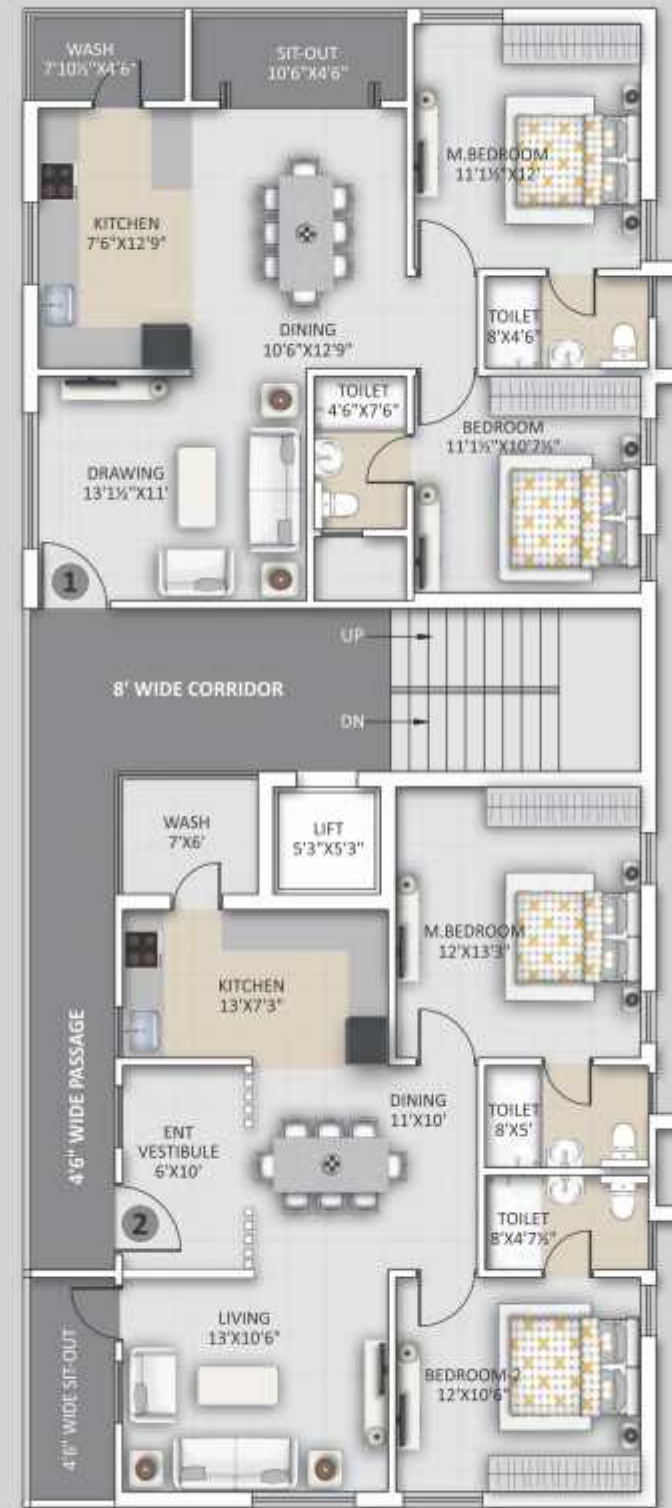 WASH
7'10½"X4'6"
SIT-OUT
10'6"X4'6"
M.BEDROOM
11'1½"X12'
KITCHEN
7'6"X12'9"
DINING
10'6"X12'9"
TOILET
8'X4'6"
TOILET
4'6"X7'6"
BEDROOM
11'1½"X10'7½"
DRAWING
13'1½"X11'
1
UP
8' WIDE CORRIDOR
DN
WASH
7'X6'
LIFT
5'3"X5'3"
M.BEDROOM
12'X13'3"
KITCHEN
13'X7'3"
4'6" WIDE PASSAGE
DINING
11'X10'
TOILET
8'X5'
ENT
VESTIBULE
6'X10'
2
TOILET
8'X4'7½"
LIVING
13'X10'6"
BEDROOM-2
12'X10'6"
4'6" WIDE SIT-OUT